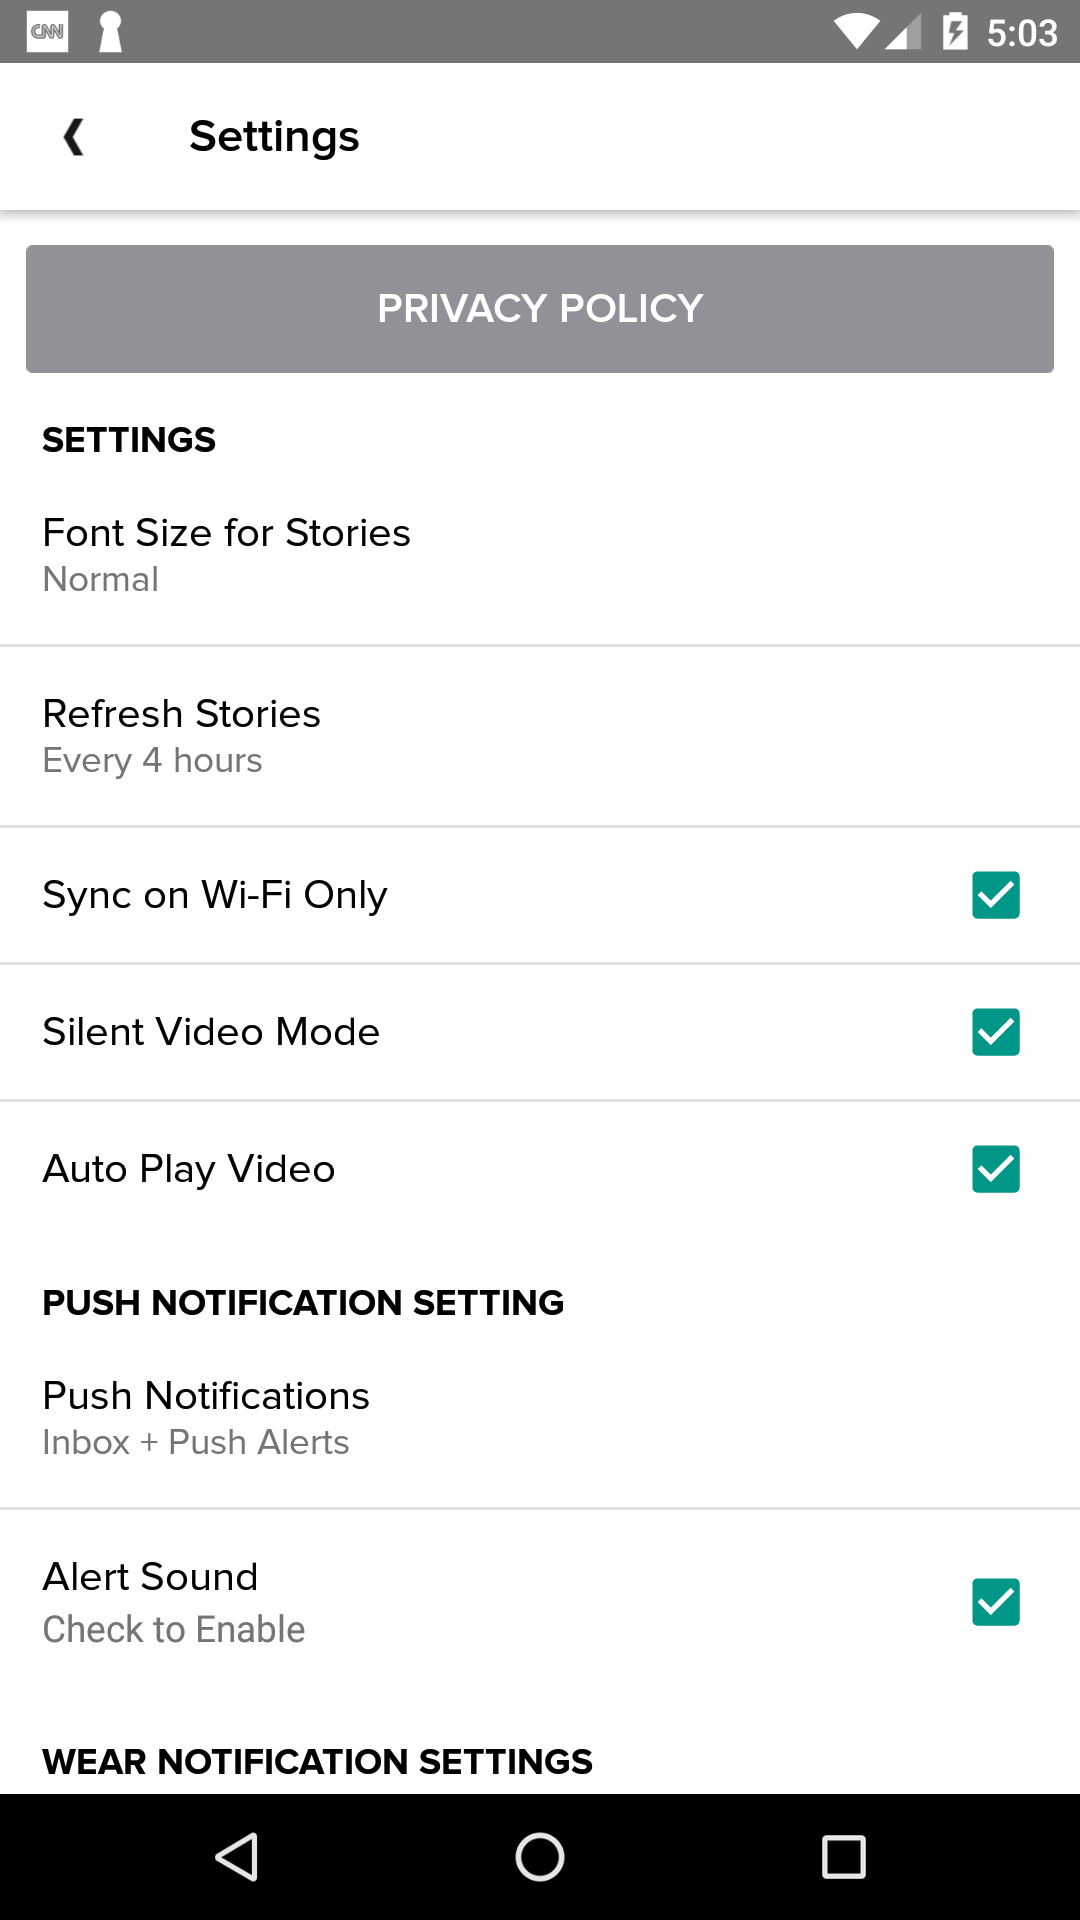 CNN
5:03
Settings
PRIVACY POLICY
SETTINGS
Font Size for Stories
Normal
Refresh Stories
Every 4 hours
Sync on Wi-Fi Only
Silent Video Mode
Auto Play Video
PUSH NOTIFICATION SETTING
Push Notifications
Inbox + Push Alerts
Alert Sound
Check to Enable
WEAR NOTIFICATION SETTINGS